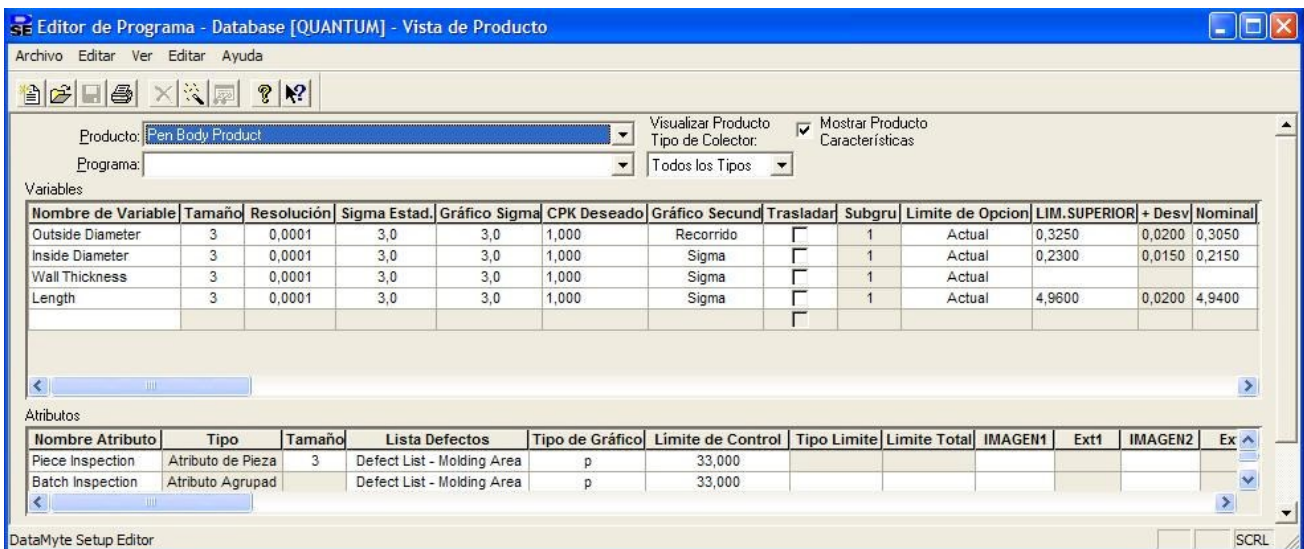 Editor de Programa - Database [QUANTUM] - Vista de Producto
Archivo Editar Ver Editar Ayuda
Producto: Pen Body Product
Visualizar Producto
Tipo de Colector:
Mostrar Producto
Características
Programa:
Todos los Tipos
Variables
Nombre de Variable Tamaño Resolución Sigma Estad. Gráfico Sigma CPK Deseado Gráfico Secund Trasladar Subgru Limite de Opcion LIM.SUPERIOR + Desv Nominal
Outside Diameter 3 0,0001 3,0 3,0 1,000 Recorrido 1 Actual 0,3250 0,0200 0,3050
Inside Diameter 3 0,0001 3,0 3,0 1,000 Sigma 1 Actual 0,2300 0,0150 0,2150
Wall Thickness 3 0,0001 3,0 3,0 1,000 Sigma 1 Actual
Length 3 0,0001 3,0 3,0 1,000 Sigma 1 Actual 4,9600 0,0200 4,9400
Atributos
Nombre Atributo Tipo Tamaño Lista Defectos Tipo de Gráfico Límite de Control Tipo Limite Limite Total IMAGEN1 Ext1 IMAGEN2 Ex
Piece Inspection Atributo de Pieza 3 Defect List - Molding Area p 33,000
Batch Inspection Atributo Agrupad Defect List - Molding Area p 33,000
DataMyte Setup Editor SCRL